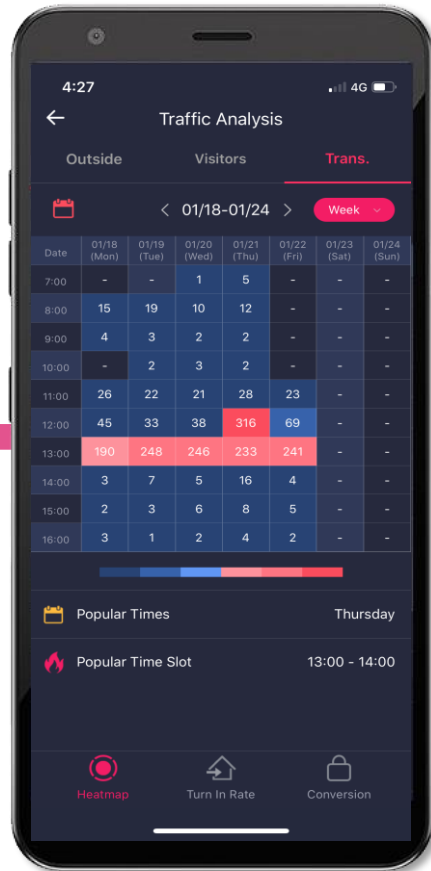 4:27
4G
Traffic Analysis
Outside Visitors Trans.
01/18-01/24 Week
Date 01/18 (Mon) 01/19 (Tue) 01/20 (Wed) 01/21 (Thu) 01/22 (Fri) 01/23 (Sat) 01/24 (Sun)
7:00 - - 1 5 - - -
8:00 15 19 10 12 - - -
9:00 4 3 2 2 - - -
10:00 - 2 3 2 - - -
11:00 26 22 21 28 23 - -
12:00 45 33 38 316 69 - -
13:00 190 248 246 233 241 - -
14:00 3 7 5 16 4 - -
15:00 2 3 6 8 5 - -
16:00 3 1 2 4 2 - -
Popular Times Thursday
Popular Time Slot 13:00 - 14:00
Heatmap Turn In Rate Conversion